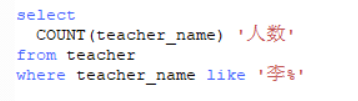 select
COUNT(teacher_name) '人数'
from teacher
where teacher_name like '李%'